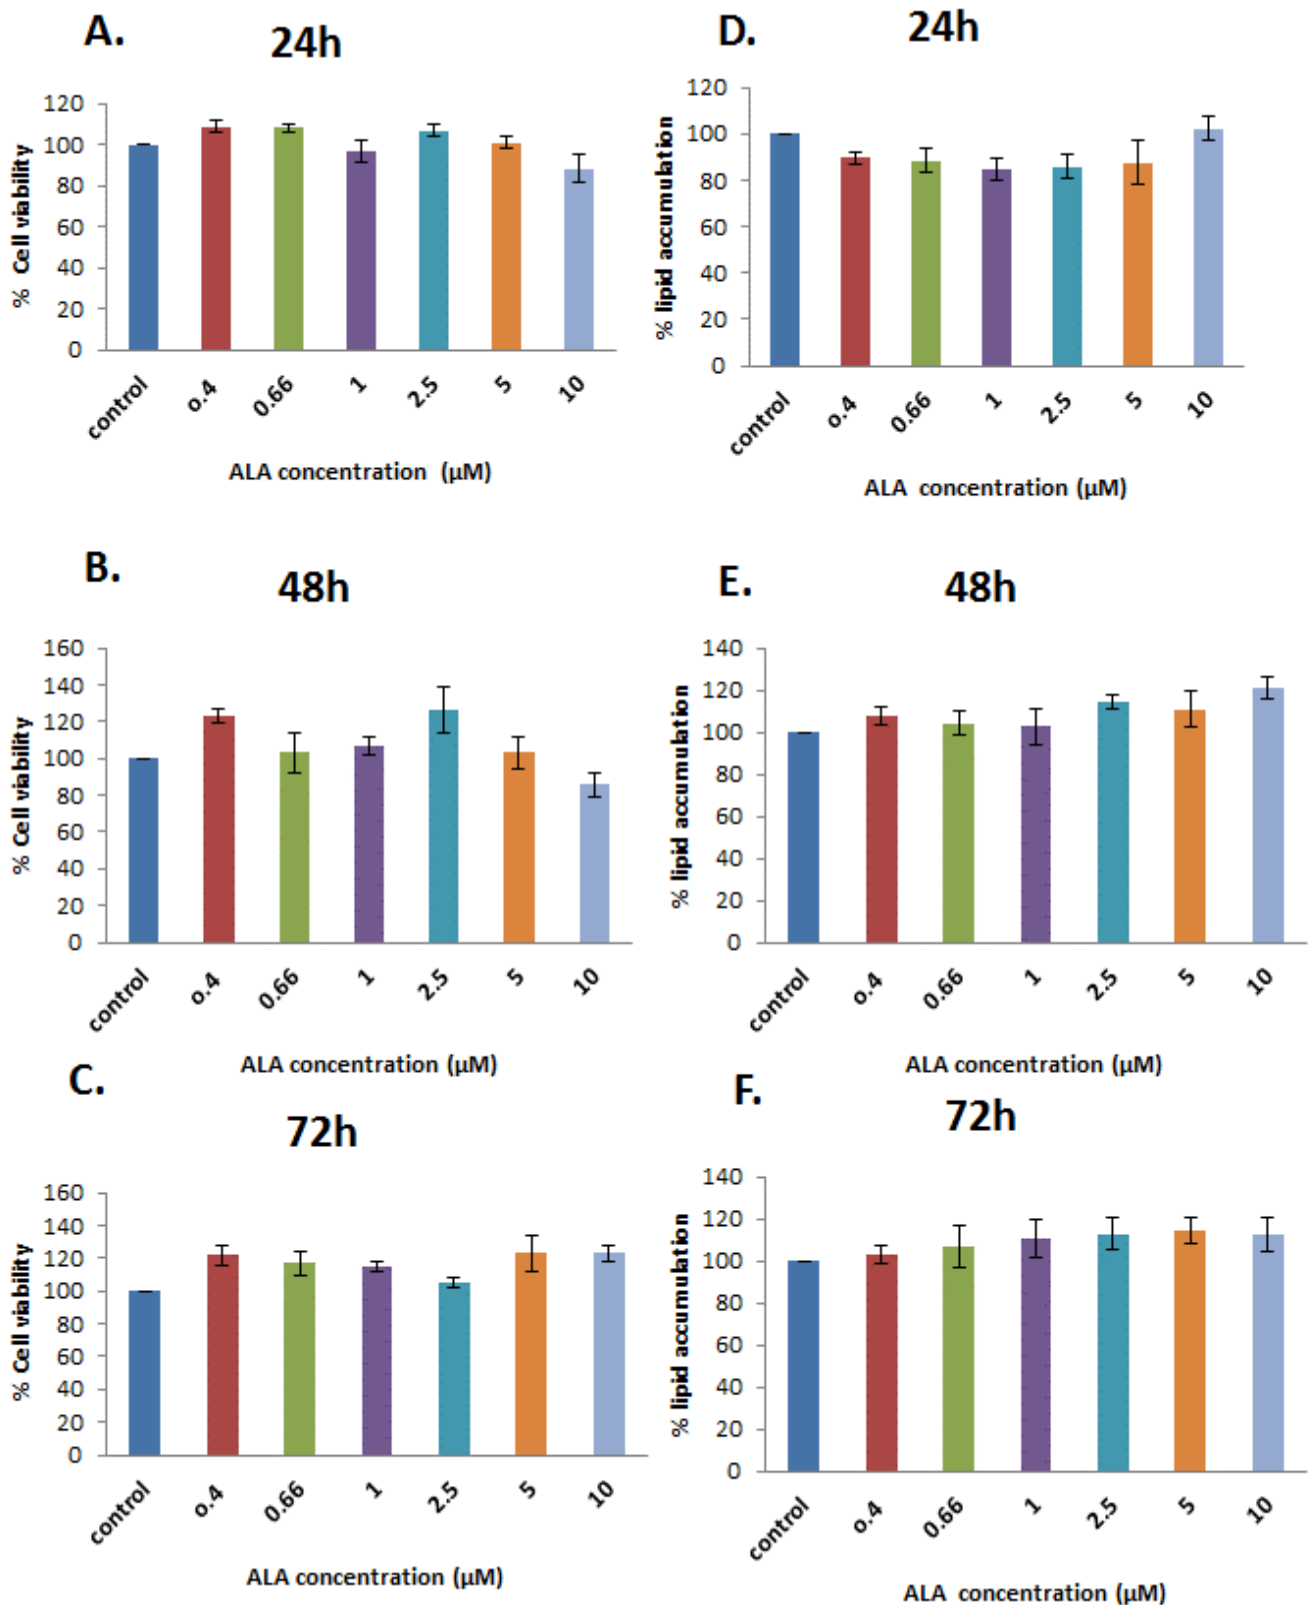 A.
24h
% Cell viability
120
100
80
60
40
20
0
control
o.4
0.66
1
2.5
5
10
ALA concentration (μM)
D.
24h
% lipid accumulation
120
100
80
60
40
20
0
control
o.4
0.66
1
2.5
5
10
ALA concentration (μM)
B.
48h
% Cell viability
160
140
120
100
80
60
40
20
0
control
o.4
0.66
1
2.5
5
10
ALA concentration (μM)
E.
48h
% lipid accumulation
140
120
100
80
60
40
20
0
control
o.4
0.66
1
2.5
5
10
ALA concentration (μM)
C.
72h
% Cell viability
160
140
120
100
80
60
40
20
0
control
o.4
0.66
1
2.5
5
10
ALA concentration (μM)
F.
72h
% lipid accumulation
140
120
100
80
60
40
20
0
control
o.4
0.66
1
2.5
5
10
ALA concentration (μM)